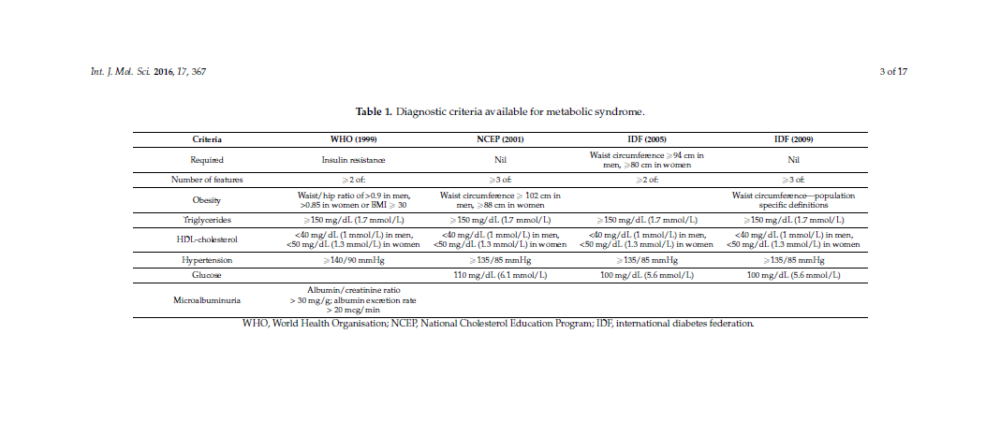 Int. J. Mol. Sci. 2016, 17, 367 3 of 17
Table 1. Diagnostic criteria available for metabolic syndrome.
Criteria WHO (1999) NCEP (2001) IDF (2005) IDF (2009)
Required Insulin resistance Nil Waist circumference ⩾94 cm in men, ⩾80 cm in women Nil
Number of features ⩾2 of: ⩾3 of: ⩾2 of: ⩾3 of:
Obesity Waist/hip ratio of >0.9 in men, >0.85 in women or BMI ⩾ 30 Waist circumference ⩾ 102 cm in men, ⩾88 cm in women Waist circumference—population specific definitions
Triglycerides ⩾150 mg/dL (1.7 mmol/L) ⩾150 mg/dL (1.7 mmol/L) ⩾150 mg/dL (1.7 mmol/L) ⩾150 mg/dL (1.7 mmol/L)
HDL-cholesterol <40 mg/dL (1 mmol/L) in men, <50 mg/dL (1.3 mmol/L) in women <40 mg/dL (1 mmol/L) in men, <50 mg/dL (1.3 mmol/L) in women <40 mg/dL (1 mmol/L) in men, <50 mg/dL (1.3 mmol/L) in women <40 mg/dL (1 mmol/L) in men, <50 mg/dL (1.3 mmol/L) in women
Hypertension ⩾140/90 mmHg ⩾135/85 mmHg ⩾135/85 mmHg ⩾135/85 mmHg
Glucose 110 mg/dL (6.1 mmol/L) 100 mg/dL (5.6 mmol/L) 100 mg/dL (5.6 mmol/L)
Microalbuminuria Albumin/creatinine ratio > 30 mg/g; albumin excretion rate > 20 mcg/min
WHO, World Health Organisation; NCEP, National Cholesterol Education Program; IDF, international diabetes federation.